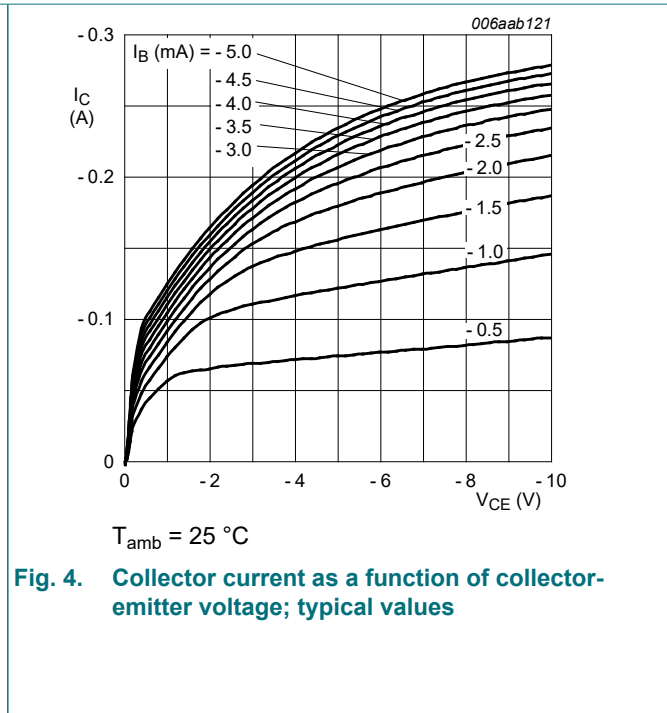 006aab121
- 0.3
I_B (mA) = - 5.0
- 4.5
- 4.0
- 3.5
- 3.0
I_C
(A)
- 0.2
- 2.5
- 2.0
- 1.5
- 1.0
- 0.1
- 0.5
0
0 - 2 - 4 - 6 - 8 - 10
V_CE (V)
T_amb = 25 °C
Fig. 4. Collector current as a function of collector-
emitter voltage; typical values